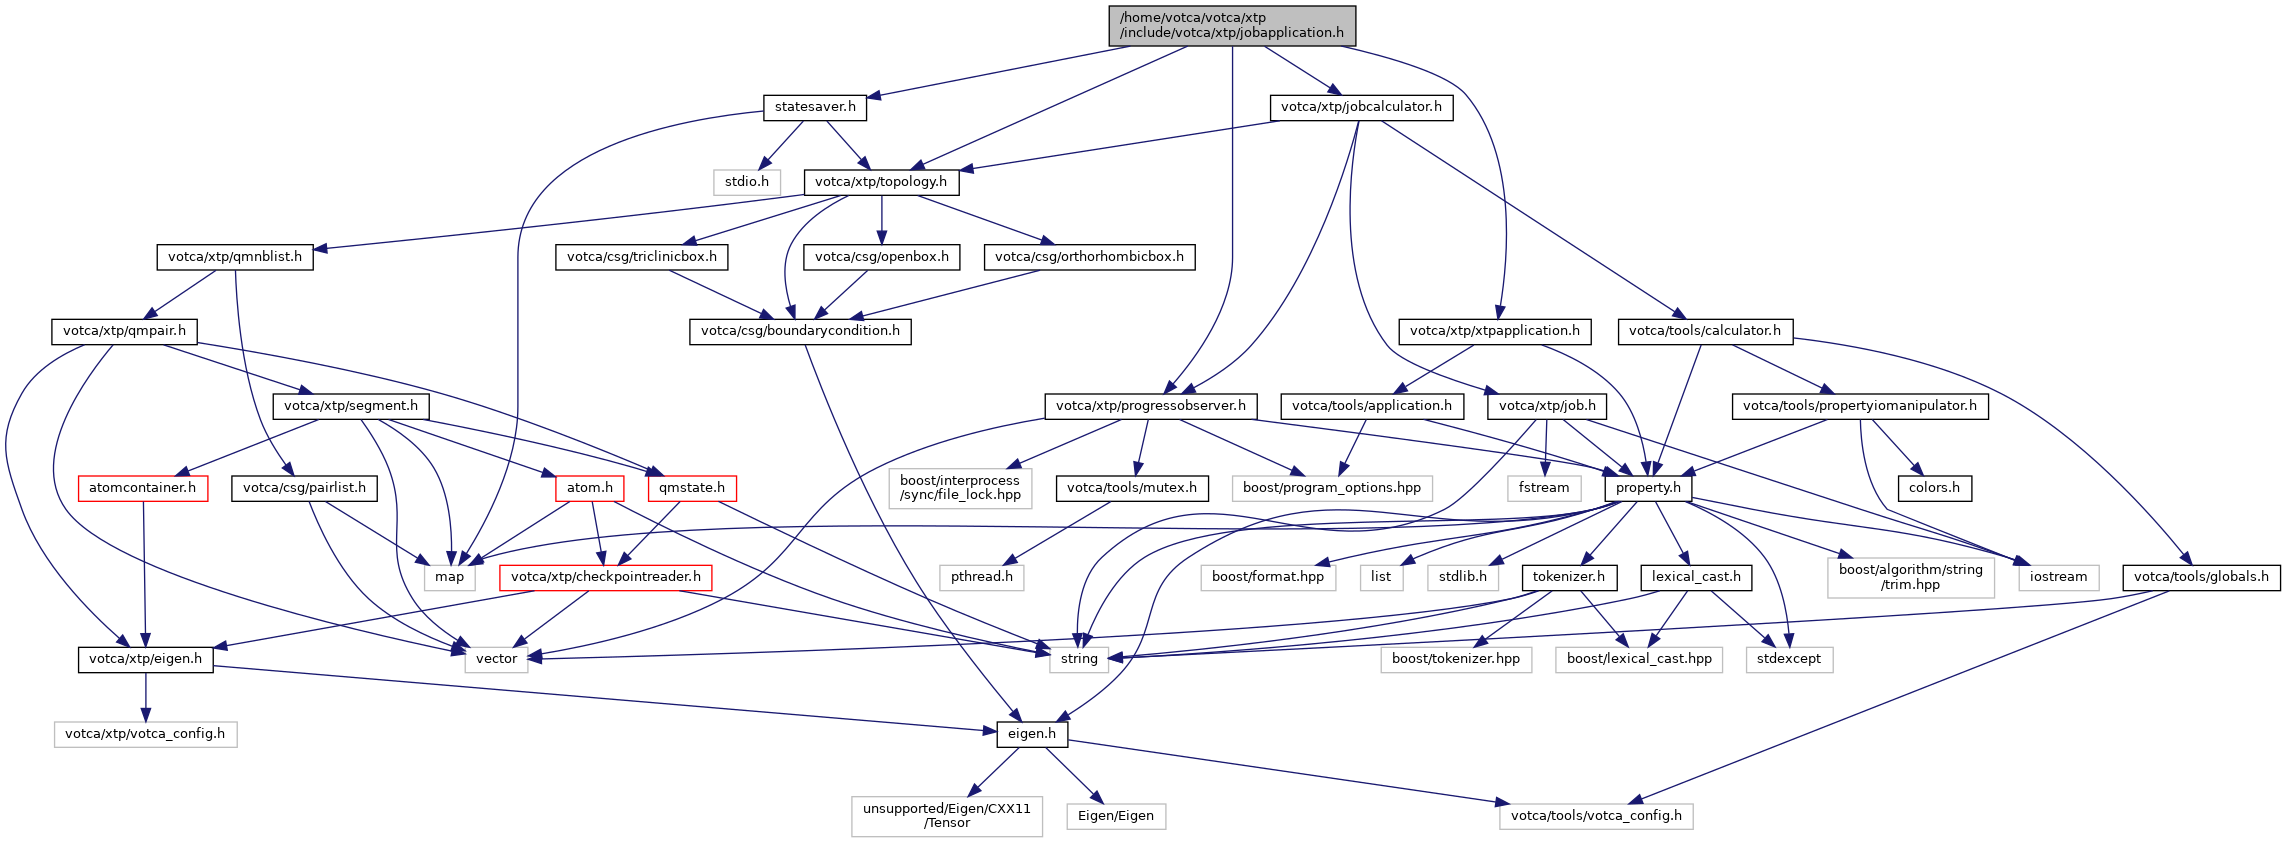 /home/votca/votca/xtp
/include/votca/xtp/jobapplication.h
statesaver.h
votca/xtp/jobcalculator.h
stdio.h
votca/xtp/topology.h
votca/xtp/qmnblist.h
votca/csg/triclinicbox.h
votca/csg/openbox.h
votca/csg/orthorhombicbox.h
votca/xtp/qmpair.h
votca/csg/boundarycondition.h
votca/xtp/xtpapplication.h
votca/tools/calculator.h
votca/xtp/segment.h
votca/xtp/progressobserver.h
votca/tools/application.h
votca/xtp/job.h
votca/tools/propertyiomanipulator.h
atomcontainer.h
votca/csg/pairlist.h
atom.h
qmstate.h
boost/interprocess
/sync/file_lock.hpp
votca/tools/mutex.h
boost/program_options.hpp
fstream
property.h
colors.h
map
votca/xtp/checkpointreader.h
pthread.h
boost/format.hpp
list
stdlib.h
tokenizer.h
lexical_cast.h
boost/algorithm/string
/trim.hpp
iostream
votca/tools/globals.h
votca/xtp/eigen.h
vector
string
boost/tokenizer.hpp
boost/lexical_cast.hpp
stdexcept
votca/xtp/votca_config.h
eigen.h
unsupported/Eigen/CXX11
/Tensor
Eigen/Eigen
votca/tools/votca_config.h